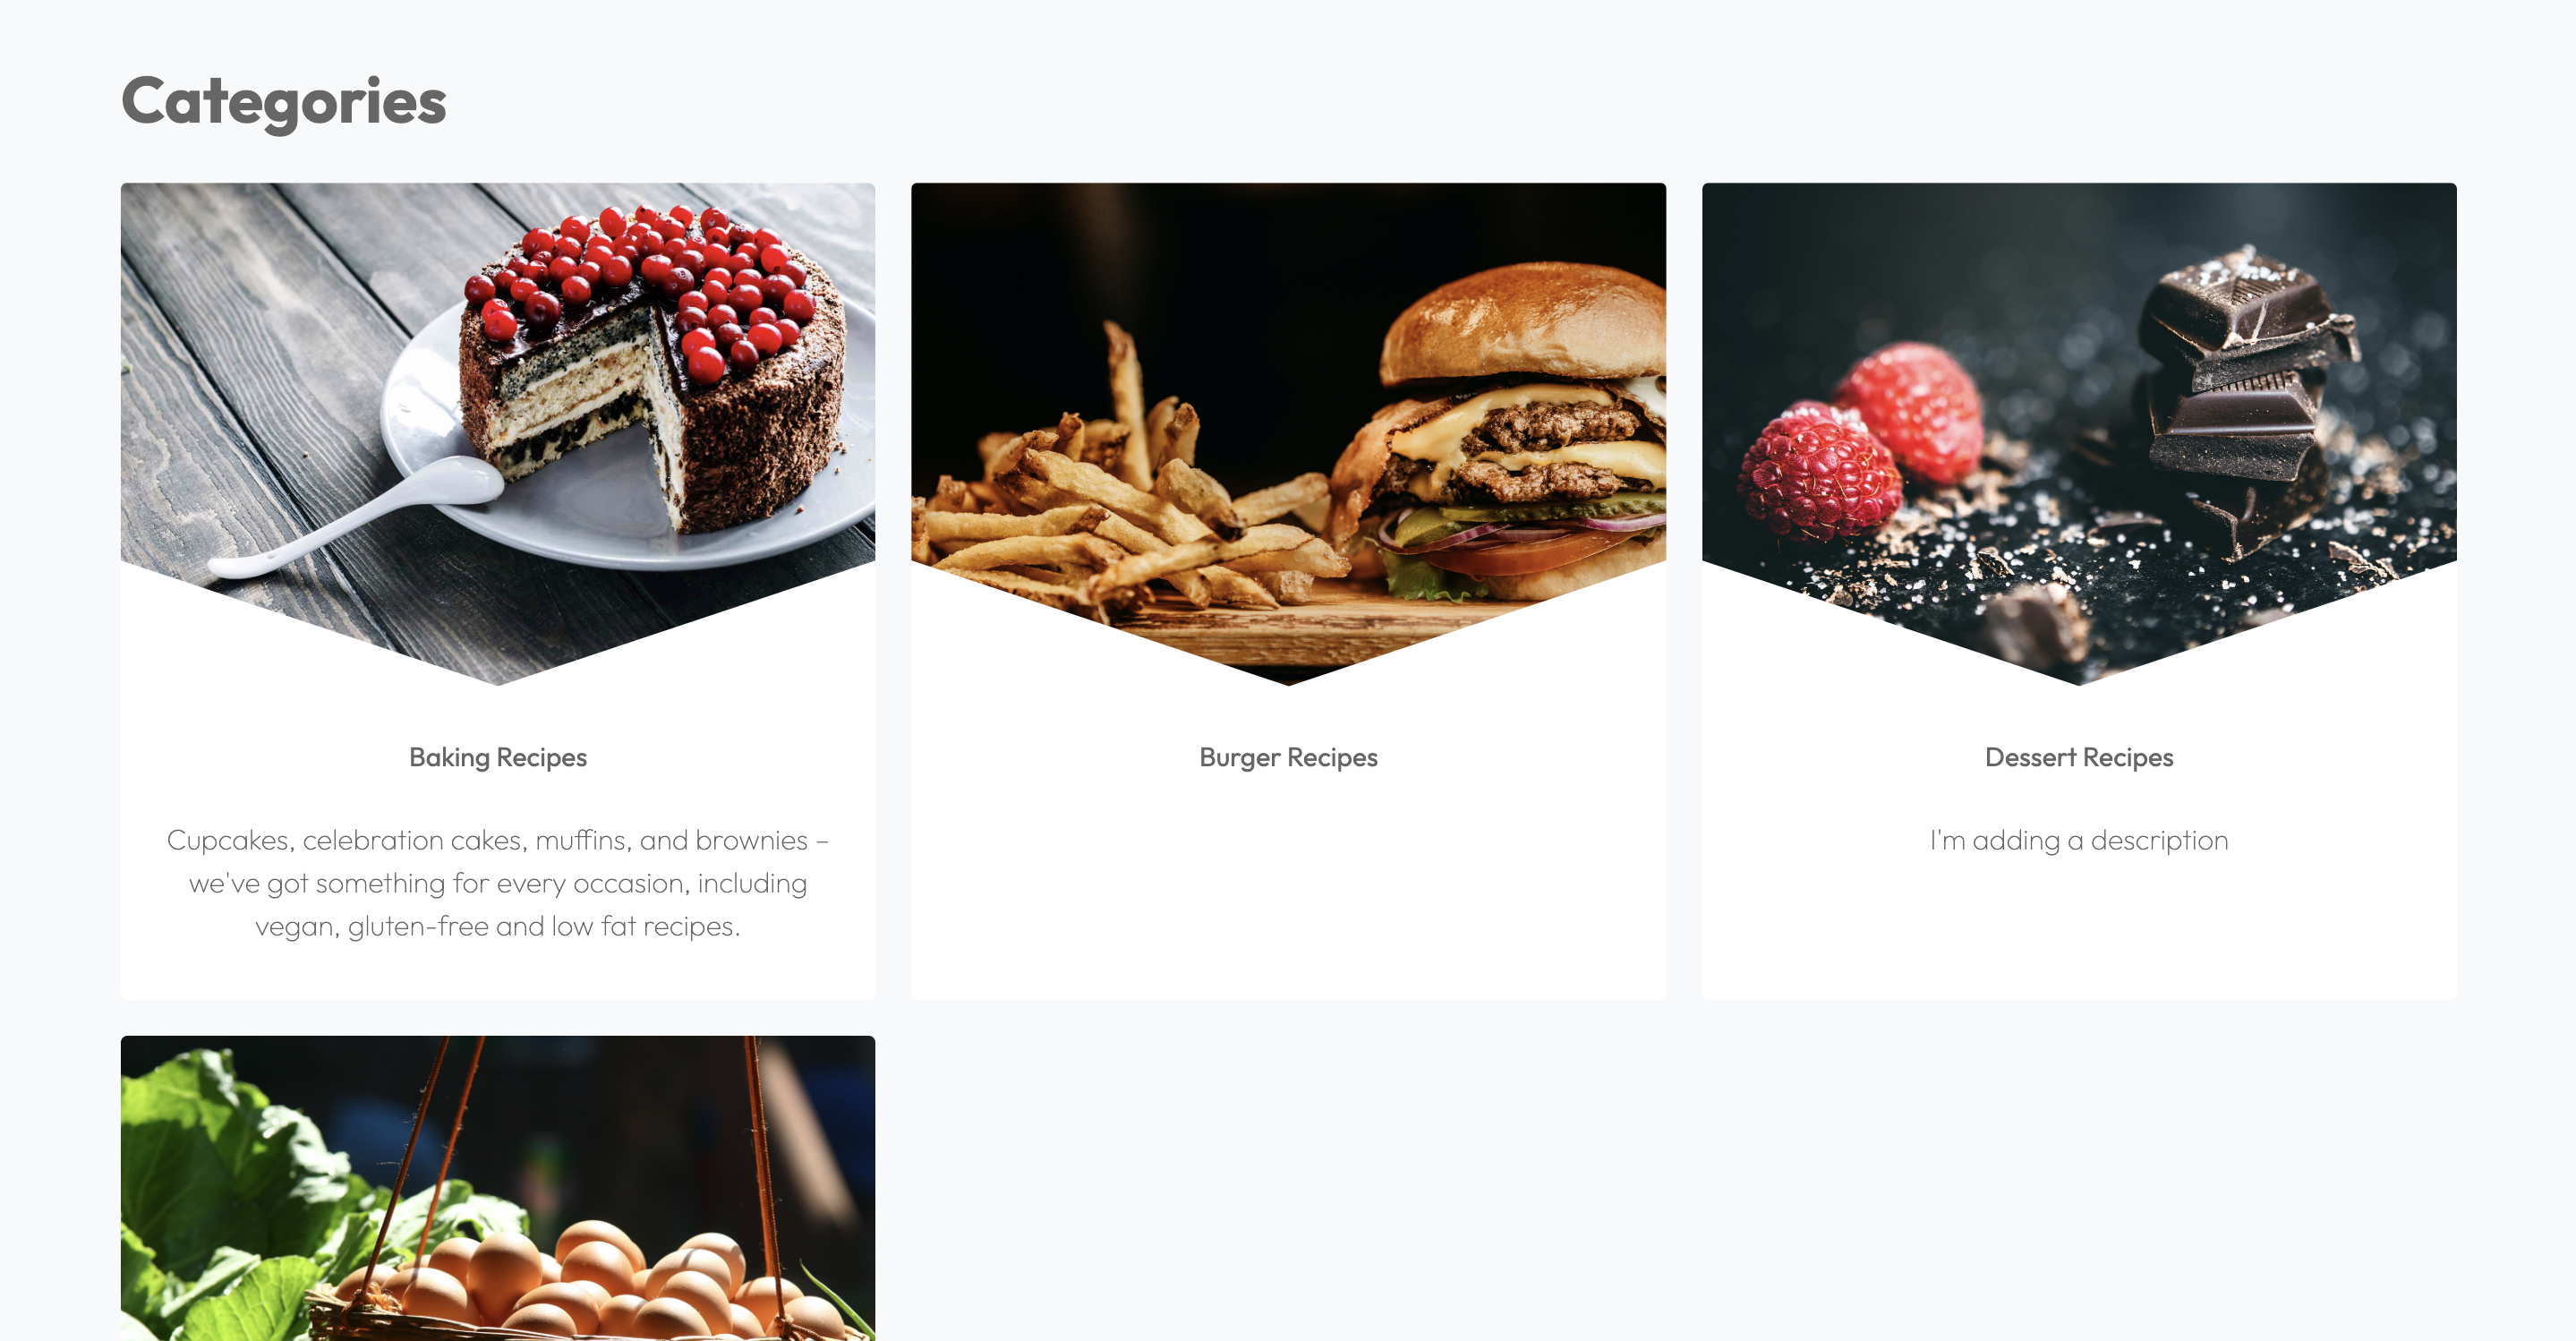 Categories
Baking Recipes
Cupcakes, celebration cakes, muffins, and brownies –
we've got something for every occasion, including
vegan, gluten-free and low fat recipes.
Burger Recipes
Dessert Recipes
I'm adding a description